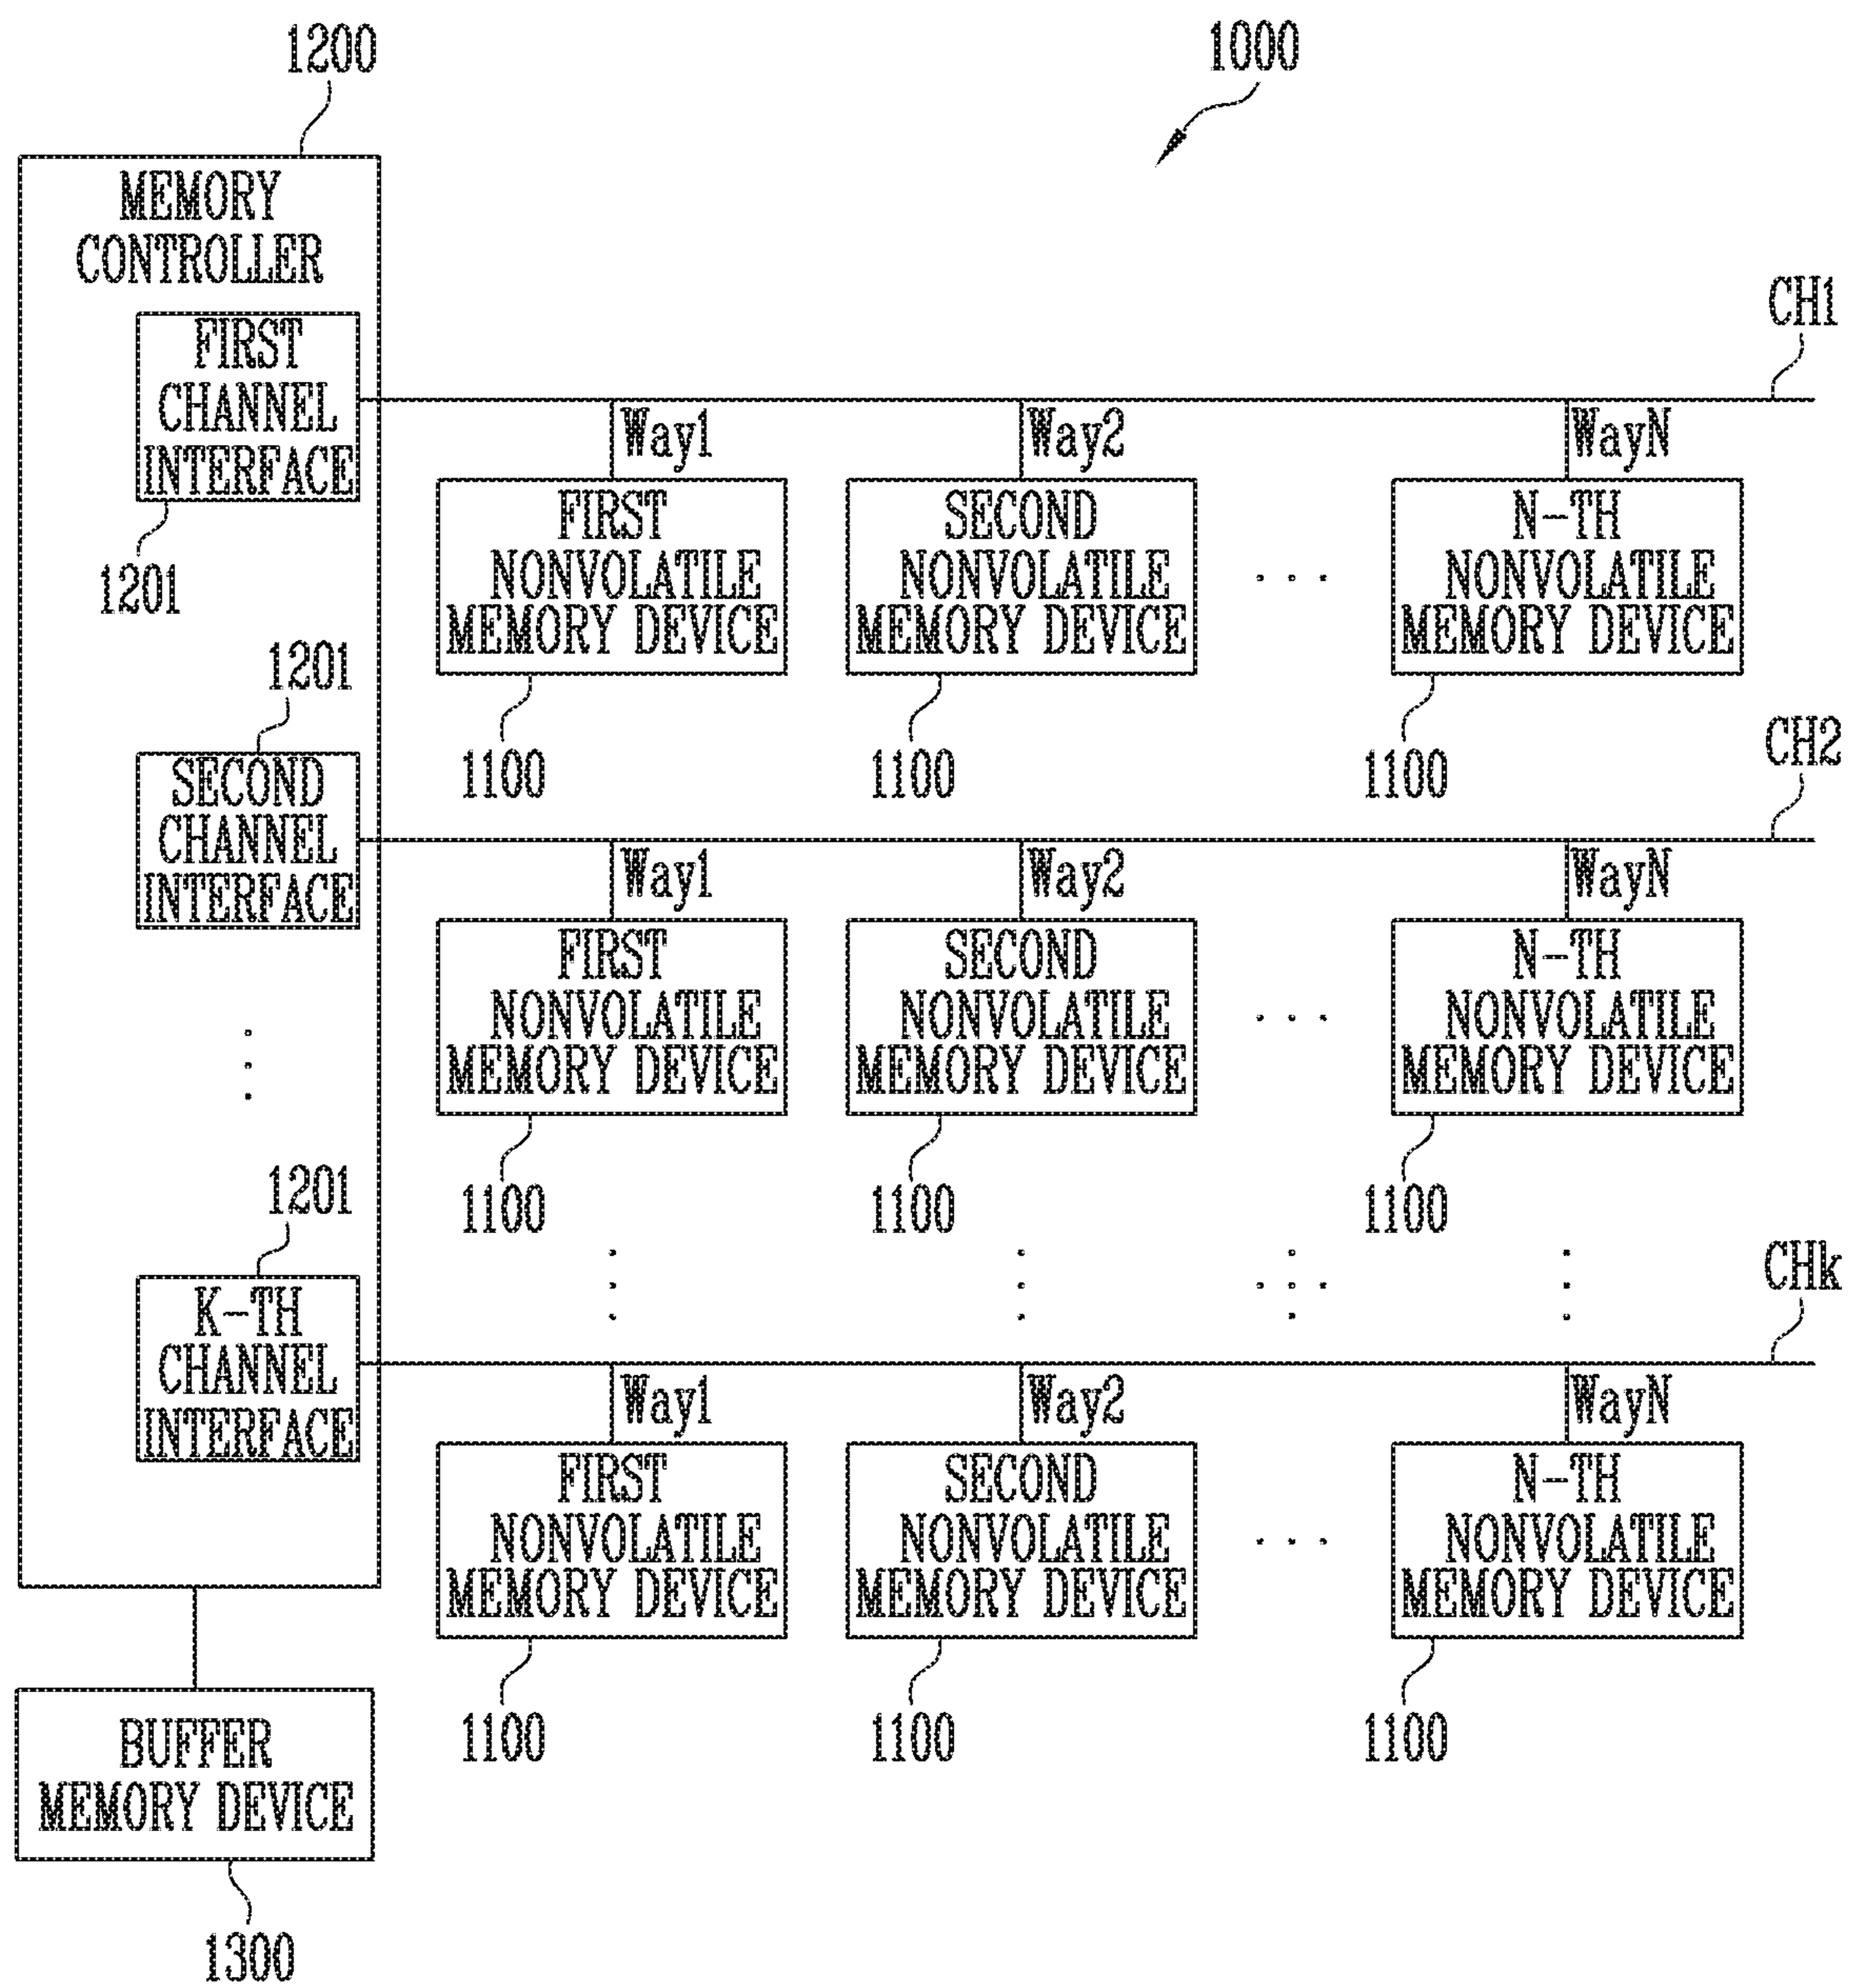 1200
1000
MEMORY
CONTROLLER
CH1
FIRST
CHANNEL
INTERFACE
1201
Way1
Way2
WayN
FIRST
NONVOLATILE
MEMORY DEVICE
SECOND
NONVOLATILE
MEMORY DEVICE
. . .
N-TH
NONVOLATILE
MEMORY DEVICE
1100
1100
1100
1201
CH2
SECOND
CHANNEL
INTERFACE
Way1
Way2
WayN
FIRST
NONVOLATILE
MEMORY DEVICE
SECOND
NONVOLATILE
MEMORY DEVICE
. . .
N-TH
NONVOLATILE
MEMORY DEVICE
1100
1100
1100
1201
CHk
K-TH
CHANNEL
INTERFACE
Way1
Way2
WayN
FIRST
NONVOLATILE
MEMORY DEVICE
SECOND
NONVOLATILE
MEMORY DEVICE
. . .
N-TH
NONVOLATILE
MEMORY DEVICE
1100
1100
1100
BUFFER
MEMORY DEVICE
1300